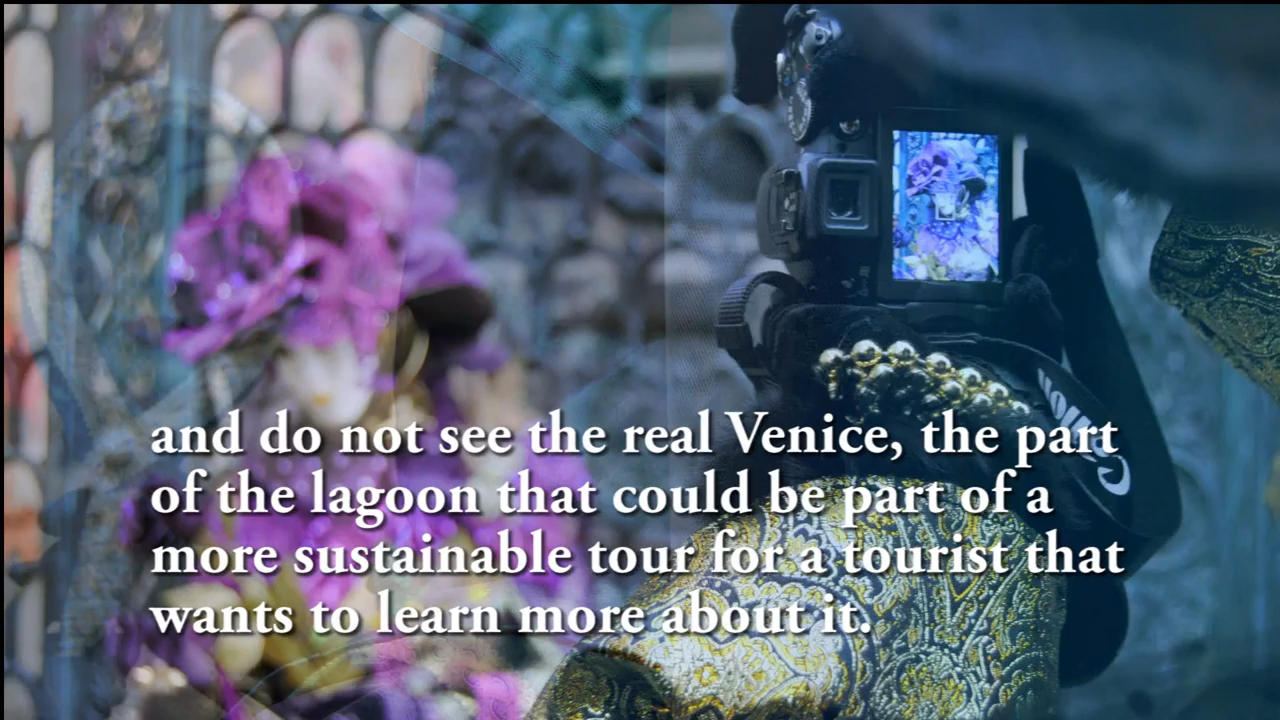 and do not see the real Venice, the part
of the lagoon that could be part of a
more sustainable tour for a tourist that
wants to learn more about it.
Canon